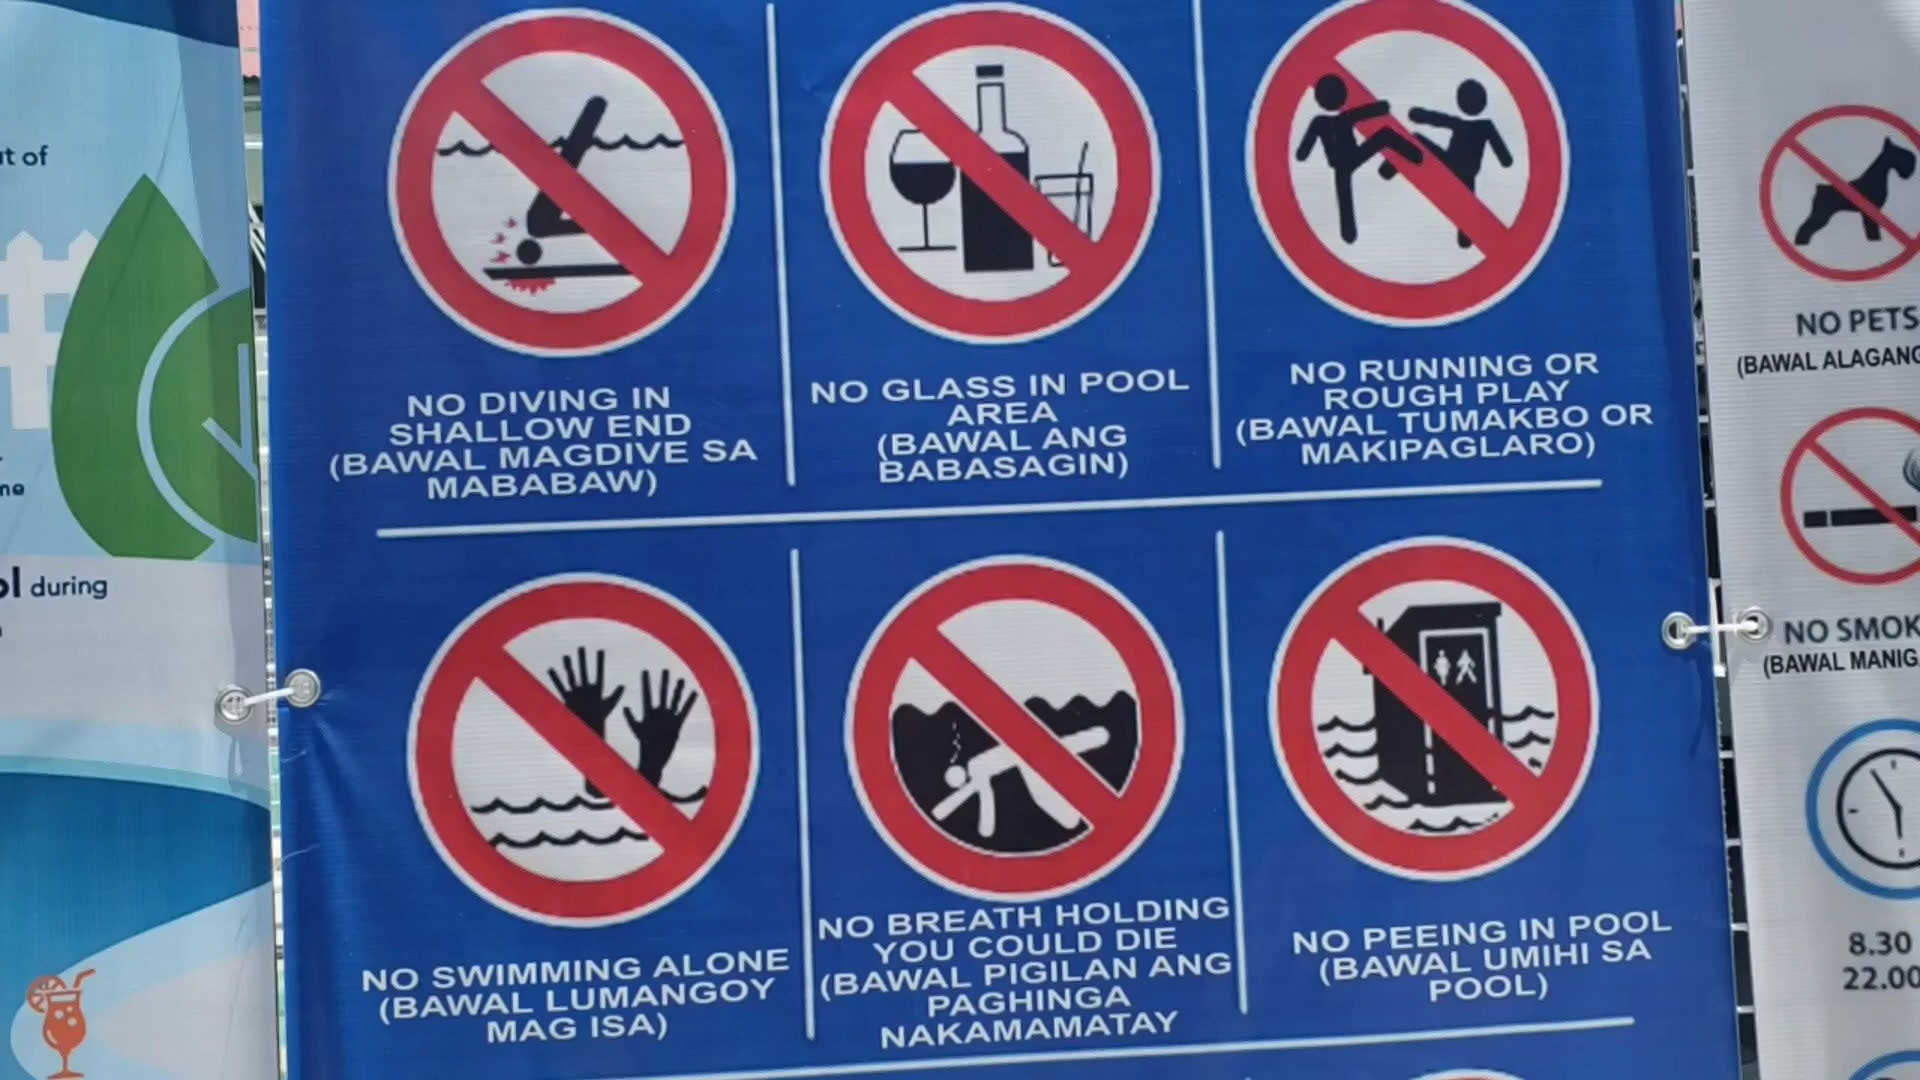 t of
ne
ol during
NO DIVING IN
SHALLOW END
(BAWAL MAGDIVE SA
MABABAW)
NO GLASS IN POOL
AREA
(BAWAL ANG
BABASAGIN)
NO RUNNING OR
ROUGH PLAY
(BAWAL TUMAKBO OR
MAKIPAGLARO)
NO SWIMMING ALONE
(BAWAL LUMANGOY
MAG ISA)
NO BREATH HOLDING
YOU COULD DIE
(BAWAL PIGILAN ANG
PAGHINGA
NAKAMAMATAY
NO PEEING IN POOL
(BAWAL UMIHI SA
POOL)
NO PETS
(BAWAL ALAGANG
NO SMOK
(BAWAL MANIG
8.30
22.00